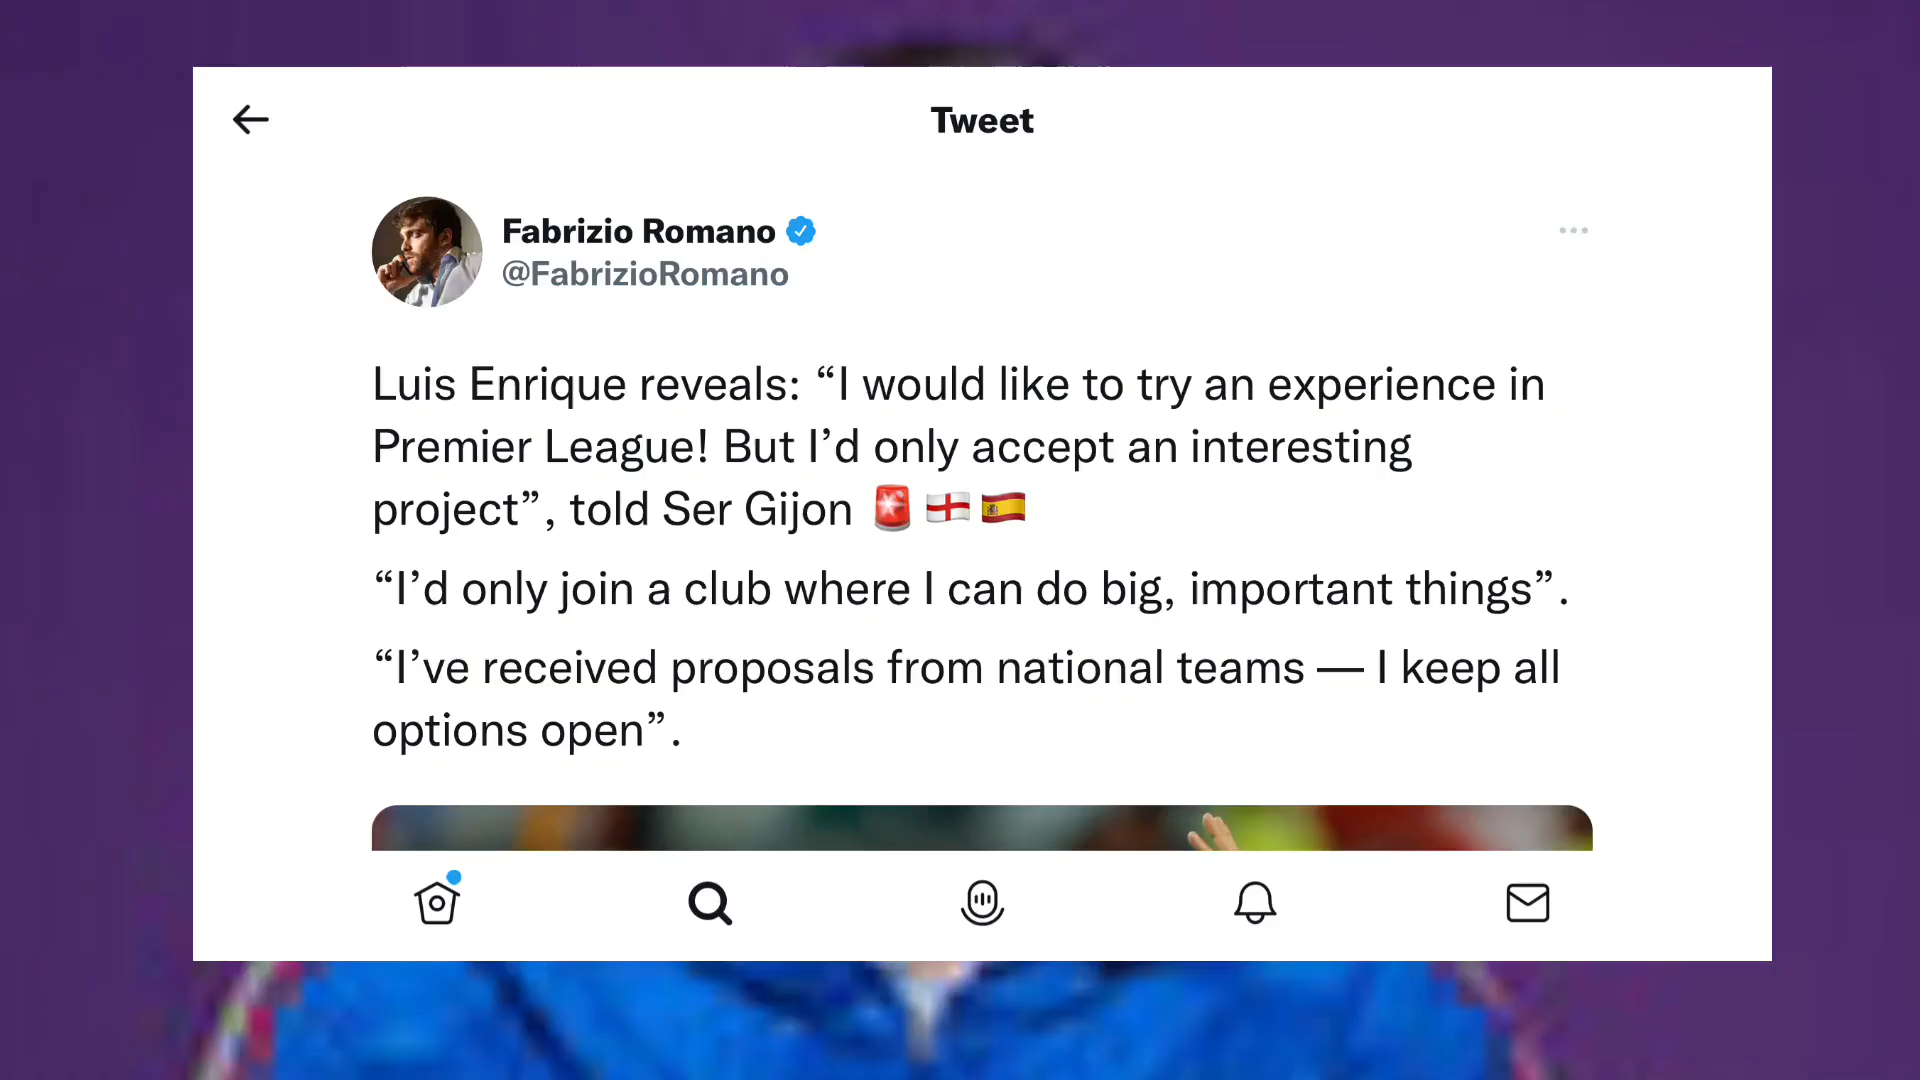 Tweet
Fabrizio Romano
@FabrizioRomano
Luis Enrique reveals: “I would like to try an experience in
Premier League! But I’d only accept an interesting
project”, told Ser Gijon 🚨🏴󠁧󠁢󠁥󠁮󠁧󠁿🇪🇸
“I’d only join a club where I can do big, important things”.
“I’ve received proposals from national teams — I keep all
options open”.